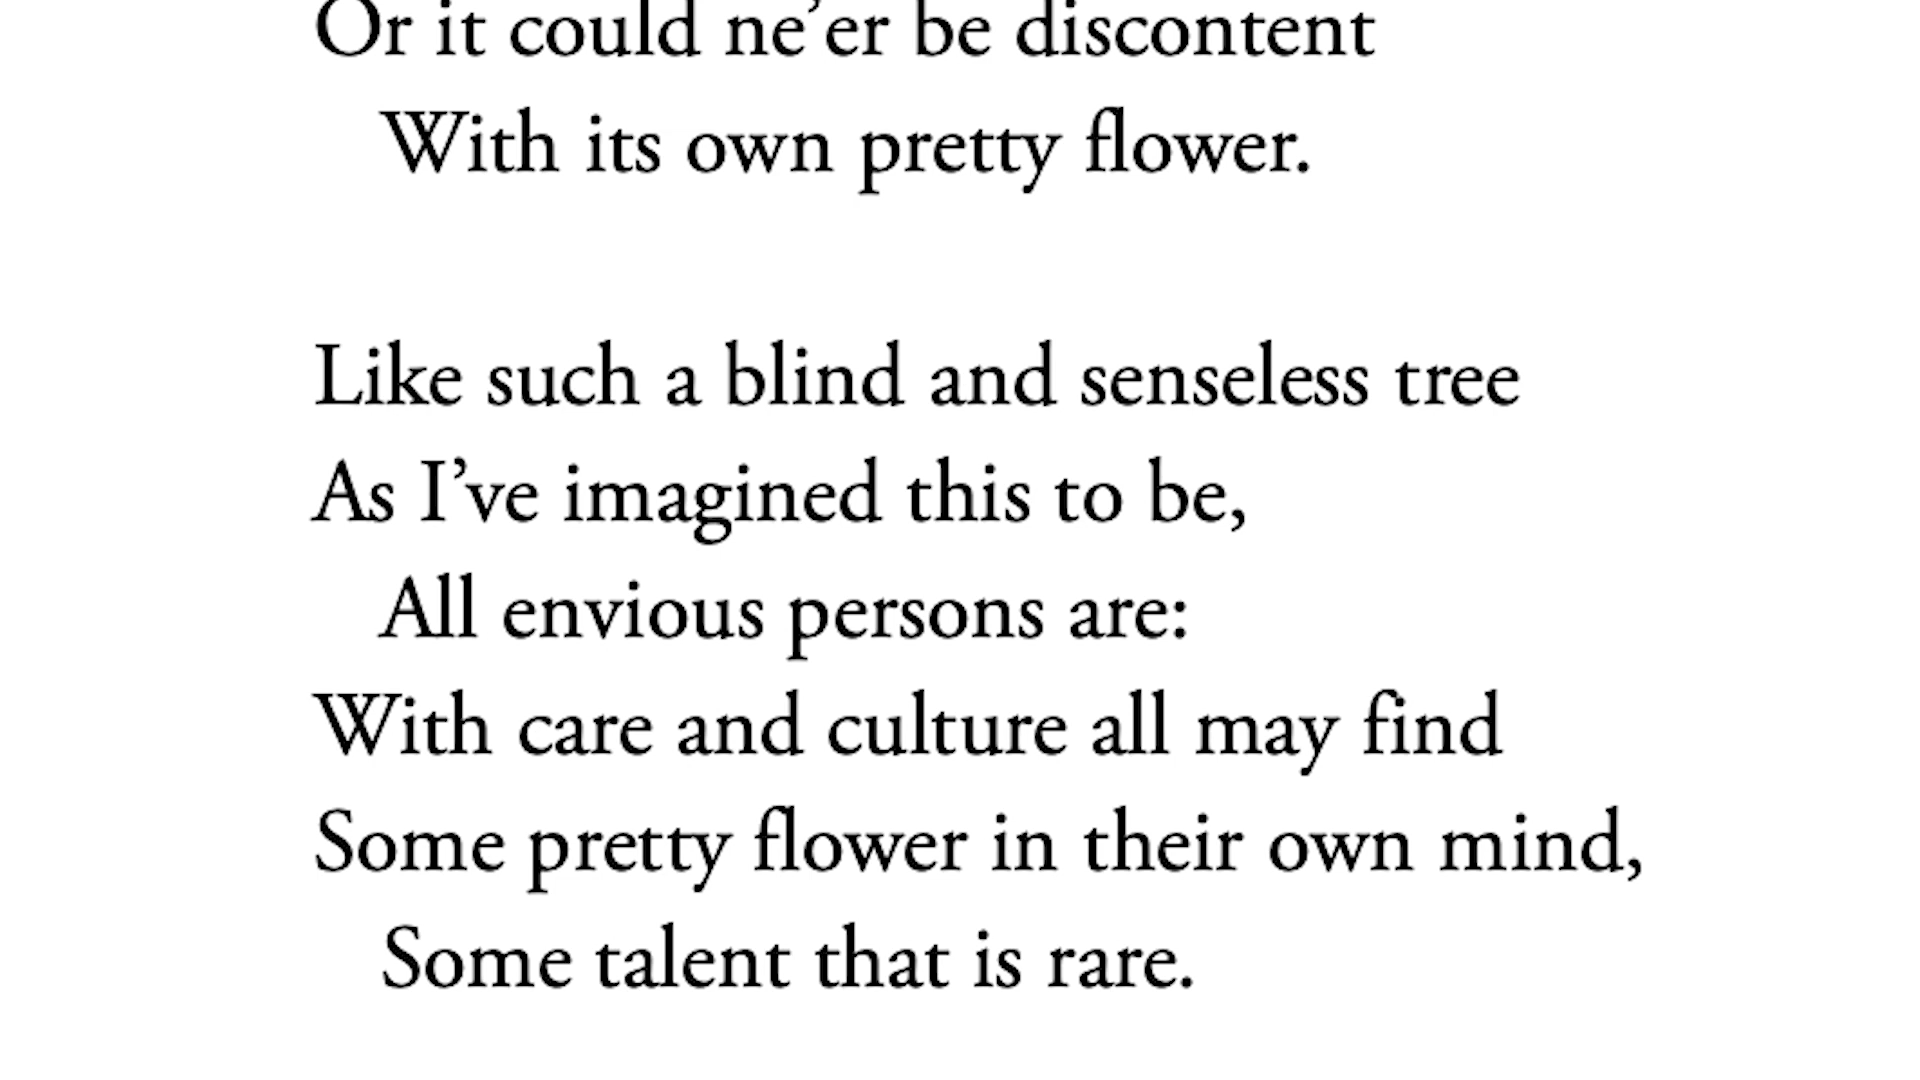 Or it could ne’er be discontent
With its own pretty flower.
Like such a blind and senseless tree
As I’ve imagined this to be,
All envious persons are:
With care and culture all may find
Some pretty flower in their own mind,
Some talent that is rare.